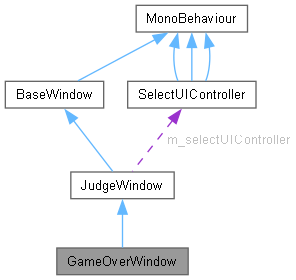 MonoBehaviour
BaseWindow
SelectUIController
m_selectUIController
JudgeWindow
GameOverWindow